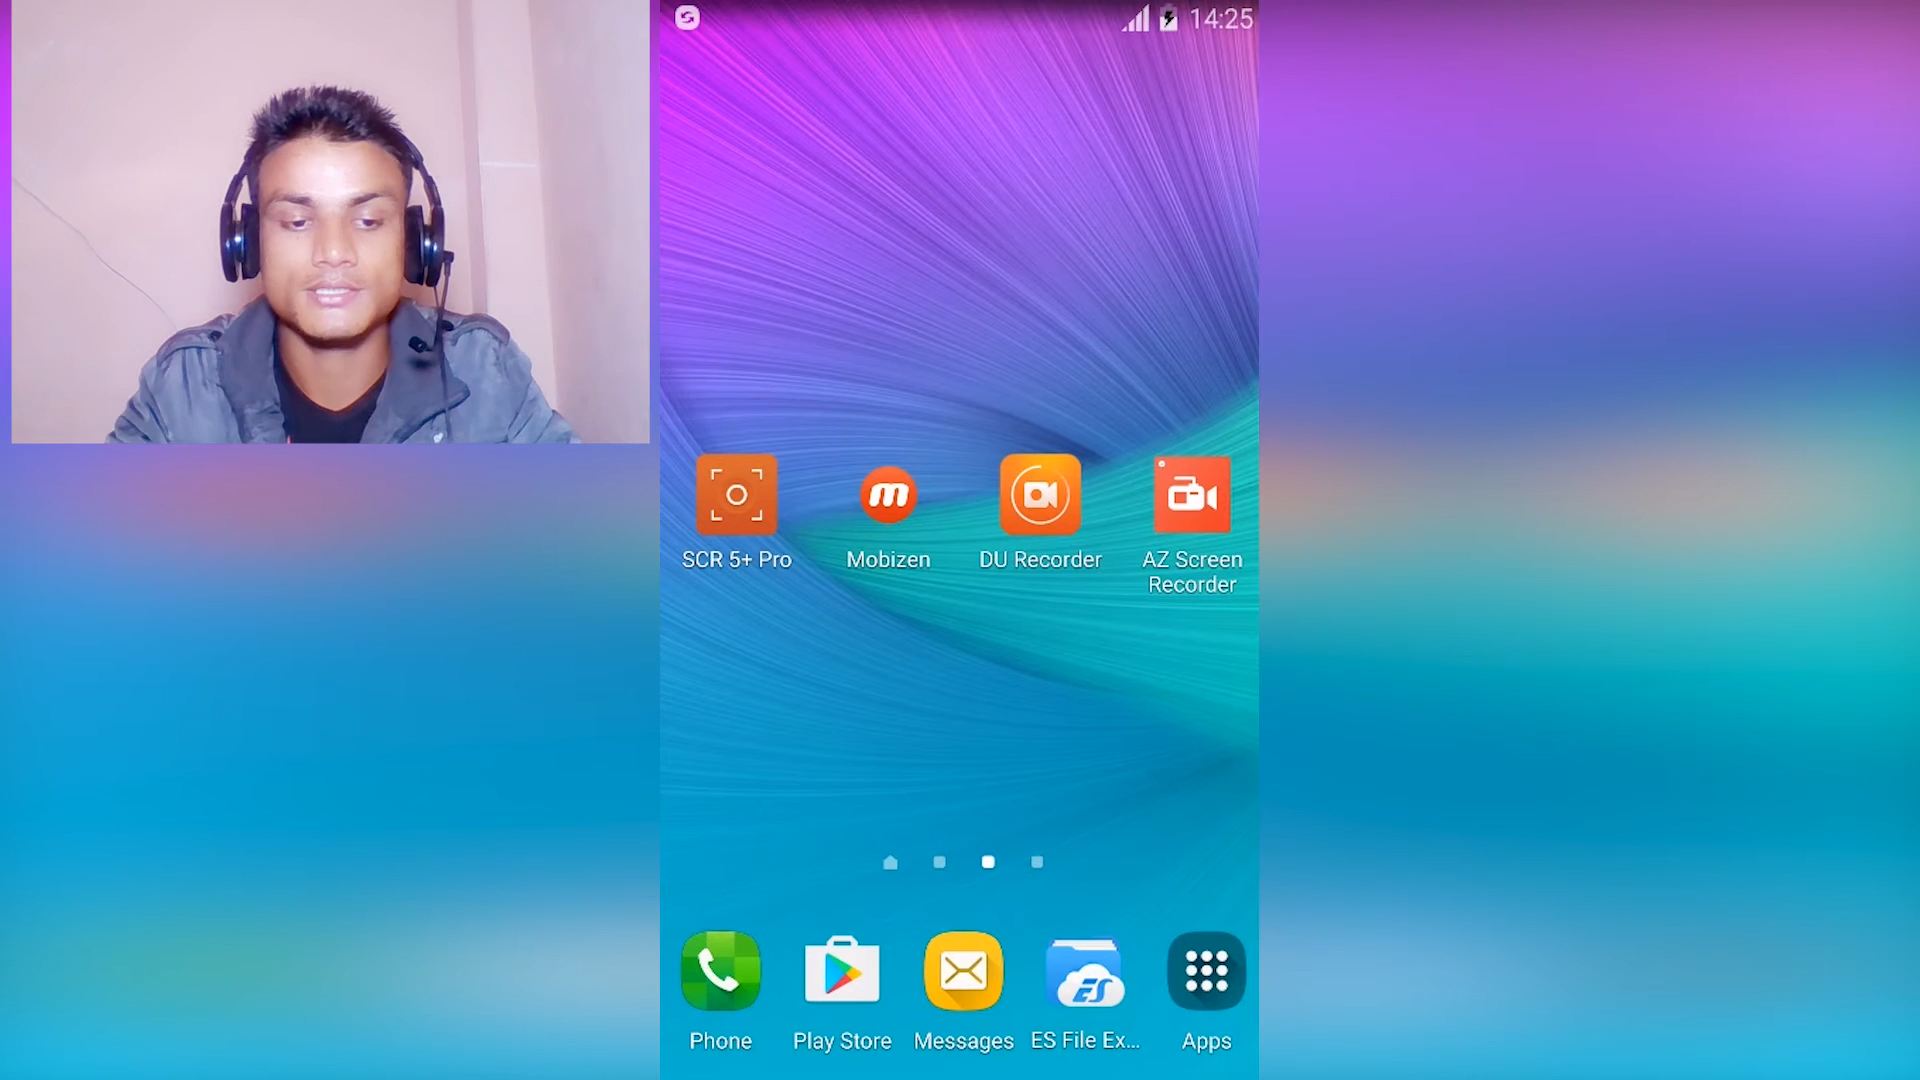 14:25
SCR 5+ Pro
Mobizen
DU Recorder
AZ Screen
Recorder
Phone
Play Store
Messages
ES File Ex...
Apps